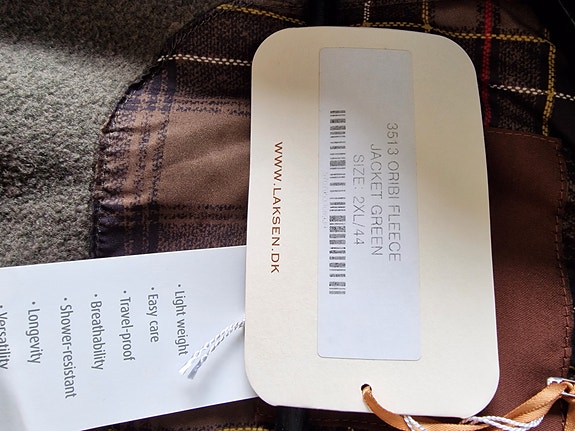 3513 ORIBI FLEECE
JACKET GREEN
SIZE: 2XL/44
WWW.LAKSEN.DK
· Light weight
· Easy care
· Travel-proof
· Breathability
· Shower-resistant
· Longevity
· Versatility